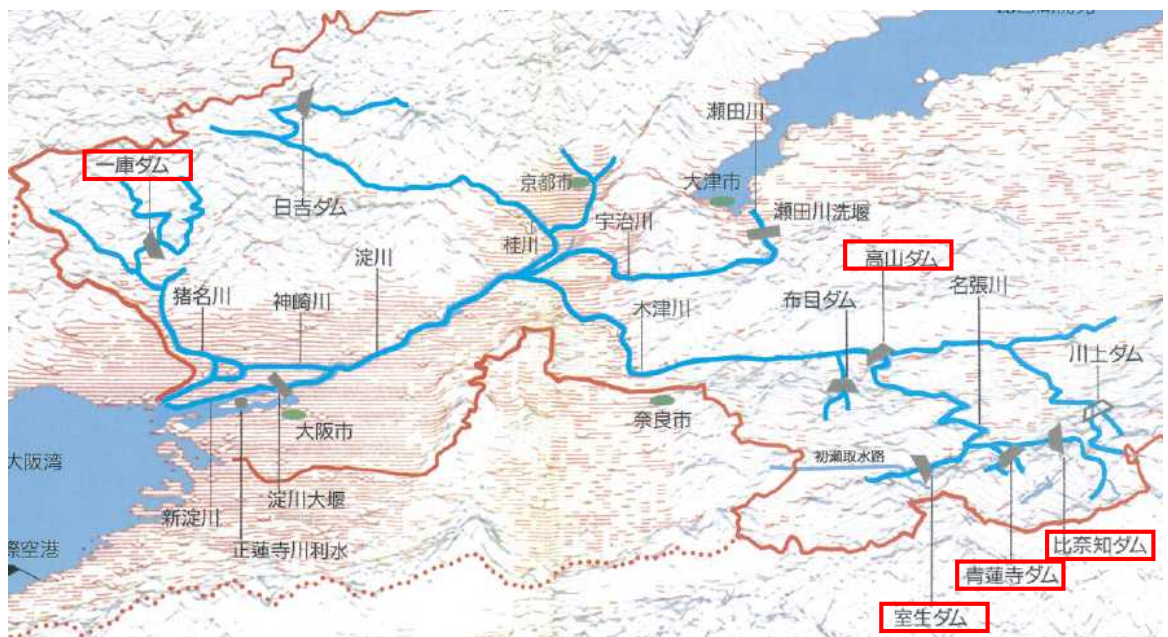 瀬田川
一庫ダム
京都市
大津市
日吉ダム
宇治川
瀬田川洗堰
桂川
淀川
高山ダム
猪名川
神崎川
木津川
布目ダム
名張川
川上ダム
大阪市
奈良市
大阪湾
初瀬取水路
新淀川
淀川大堰
正蓮寺川利水
際空港
比奈知ダム
青蓮寺ダム
室生ダム